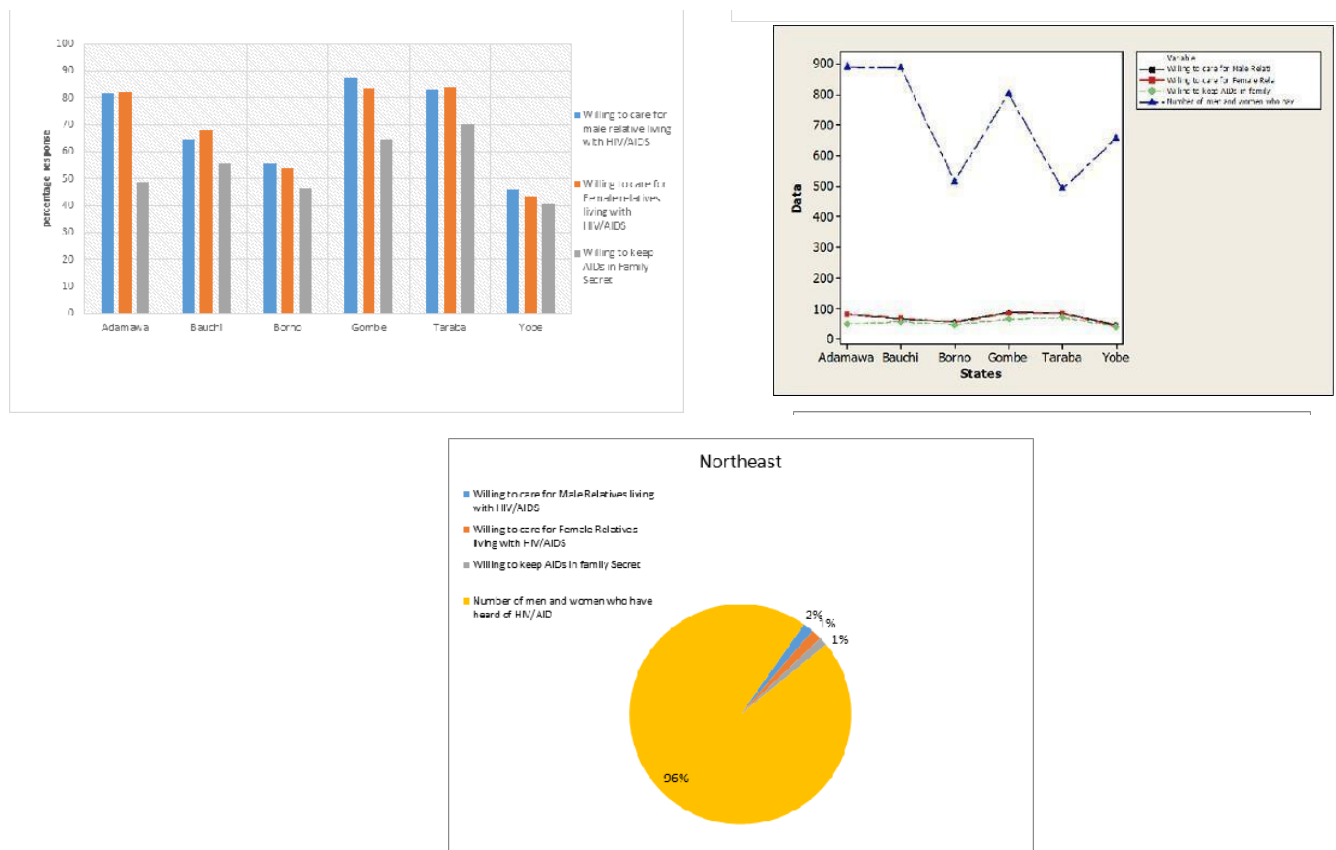 100
90
80
70
60
50
40
30
20
10
0
percentage response
Adamawa
Bauchi
Borno
Gombe
Taraba
Yobe
Willing to care for
male relative living
with HIV/AIDS
Willing to care for
Female relatives
living with
HIV/AIDS
Willing to keep
AIDs in Family
Secret
900
800
700
600
500
400
300
200
100
0
Data
Adamawa
Bauchi
Borno
Gombe
Taraba
Yobe
States
Variable
Willing to care for Male Relati
Willing to care for Female Rela
Willing to keep AIDs in family
Number of men and women who hav
Northeast
Willing to care for Male Relatives living
with HIV/AIDS
Willing to care for Female Relatives
living with HIV/AIDS
Willing to keep AIDs in family Secret
Number of men and women who have
heard of HIV/AID
2%
1%
1%
96%